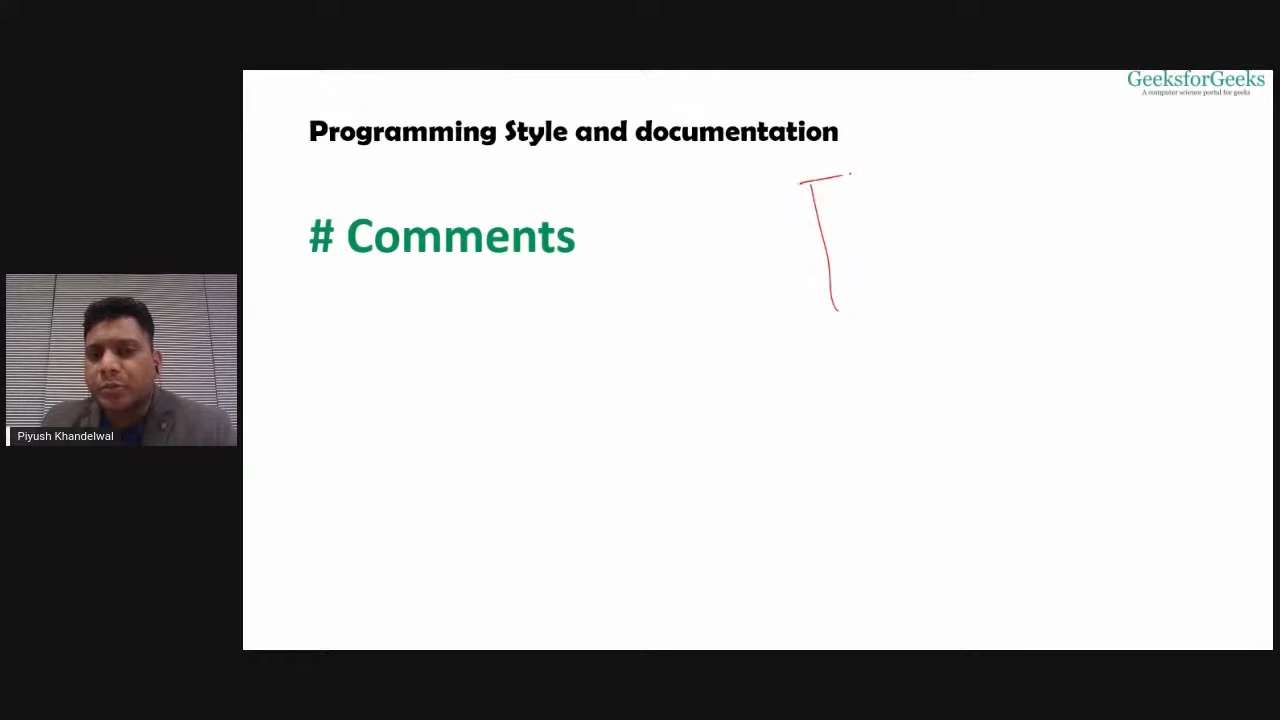 GeeksforGeeks
A computer science portal for geeks
Programming Style and documentation
# Comments
Piyush Khandelwal